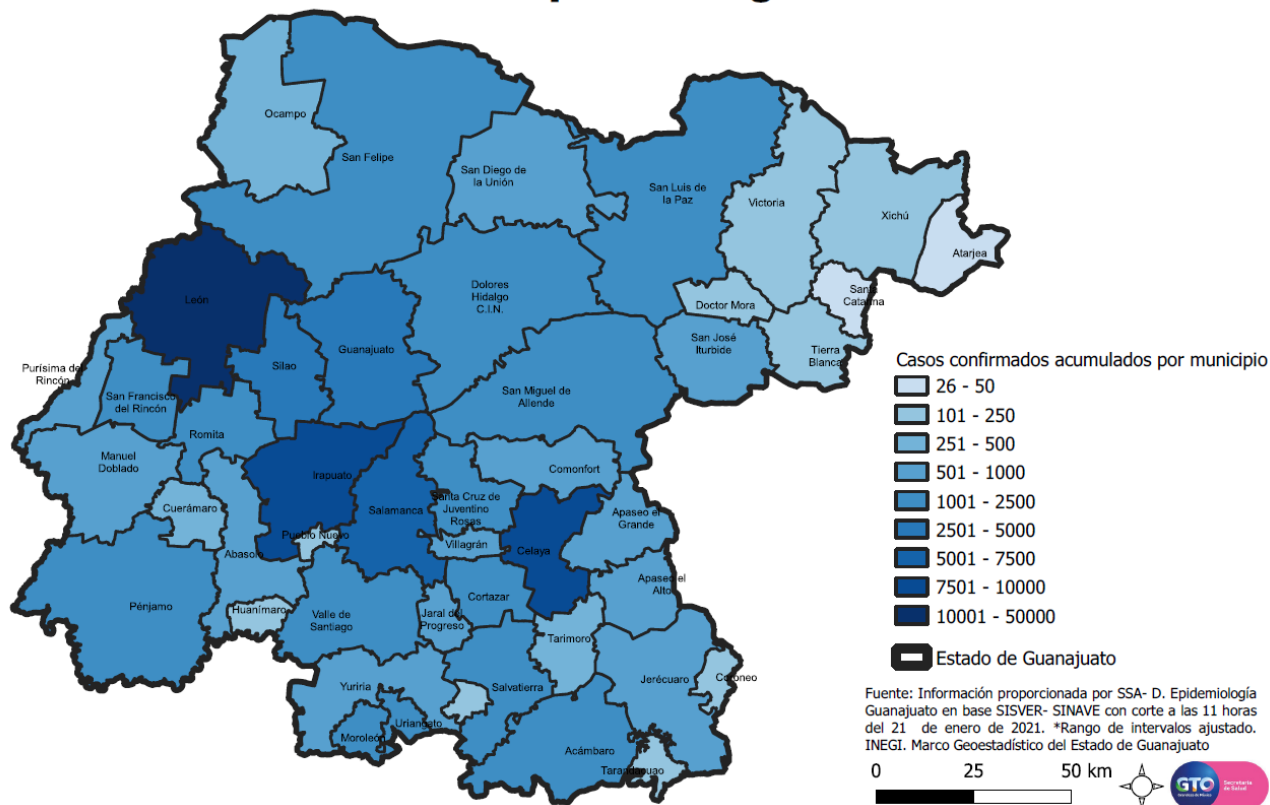 Ocampo
San Felipe
San Diego de
la Unión
San Luis de
la Paz
Victoria
Xichú
Atarjea
Santa
Catarina
Doctor Mora
Tierra
Blanca
San José
Iturbide
León
Dolores
Hidalgo
C.I.N.
Guanajuato
Silao
San Miguel de
Allende
Purísima del
Rincón
San Francisco
del Rincón
Romita
Manuel
Doblado
Irapuato
Comonfort
Cuerámaro
Salamanca
Santa Cruz de
Juventino
Rosas
Apaseo el
Grande
Pueblo Nuevo
Villagrán
Celaya
Abasolo
Apaseo el
Alto
Pénjamo
Huanímaro
Valle de
Santiago
Jaral del
Progreso
Cortazar
Tarimoro
Jerécuaro
Coroneo
Yuriria
Salvatierra
Uriangato
Moroleón
Acámbaro
Tarandacuao
Casos confirmados acumulados por municipio
26 - 50
101 - 250
251 - 500
501 - 1000
1001 - 2500
2501 - 5000
5001 - 7500
7501 - 10000
10001 - 50000
Estado de Guanajuato
Fuente: Información proporcionada por SSA- D. Epidemiología
Guanajuato en base SISVER- SINAVE con corte a las 11 horas
del 21 de enero de 2021. *Rango de intervalos ajustado.
INEGI. Marco Geoestadístico del Estado de Guanajuato
0 25 50 km
GTO
Secretaría
de Salud